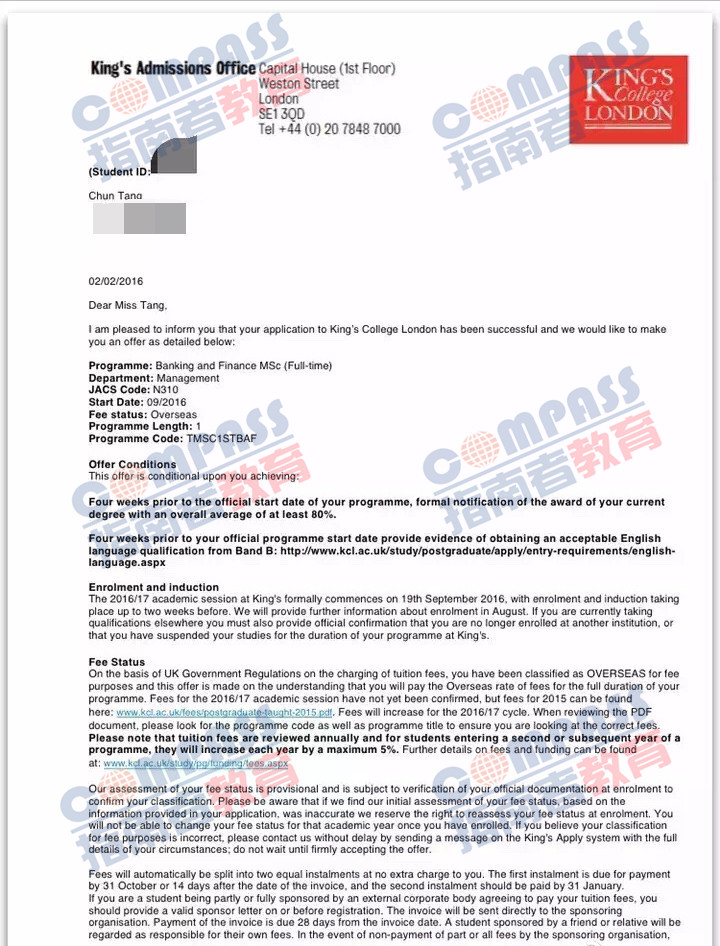 King's Admissions Office Capital House (1st Floor)
Weston Street
London
SE1 3QD
Tel +44 (0) 20 7848 7000
KING'S
College
LONDON
COMPASS
指南者教育
COMPASS
指南者教育
(Student ID:
Chun Tang
02/02/2016
Dear Miss Tang,
I am pleased to inform you that your application to King's College London has been successful and we would like to make
you an offer as detailed below:
Programme: Banking and Finance MSc (Full-time)
Department: Management
JACS Code: N310
Start Date: 09/2016
Fee status: Overseas
Programme Length: 1
Programme Code: TMSC1STBAF
COMPASS
指南者教育
COMPASS
指南者教育
Offer Conditions
This offer is conditional upon you achieving:
Four weeks prior to the official start date of your programme, formal notification of the award of your current
degree with an overall average of at least 80%.
Four weeks prior to your official programme start date provide evidence of obtaining an acceptable English
language qualification from Band B: http://www.kcl.ac.uk/study/postgraduate/apply/entry-requirements/english-
language.aspx
Enrolment and induction
The 2016/17 academic session at King's formally commences on 19th September 2016, with enrolment and induction taking
place up to two weeks before. We will provide further information about enrolment in August. If you are currently taking
qualifications elsewhere you must also provide official confirmation that you are no longer enrolled at another institution, or
that you have suspended your studies for the duration of your programme at King's.
Fee Status
On the basis of UK Government Regulations on the charging of tuition fees, you have been classified as OVERSEAS for fee
purposes and this offer is made on the understanding that you will pay the Overseas rate of fees for the full duration of your
programme. Fees for the 2016/17 academic session have not yet been confirmed, but fees for 2015 can be found
here: www.kcl.ac.uk/fees/postgraduate-taught-2015.pdf. Fees will increase for the 2016/17 cycle. When reviewing the PDF
document, please look for the programme code as well as programme title to ensure you are looking at the correct fees.
Please note that tuition fees are reviewed annually and for students entering a second or subsequent year of a
programme, they will increase each year by a maximum 5%. Further details on fees and funding can be found
at: www.kcl.ac.uk/study/pg/funding/fees.aspx
COMPASS
指南者教育
COMPASS
指南者教育
Our assessment of your fee status is provisional and is subject to verification of your official documentation at enrolment to
confirm your classification. Please be aware that if we find our initial assessment of your fee status, based on the
information provided in your application, was inaccurate we reserve the right to reassess your fee status at enrolment. You
will not be able to change your fee status for that academic year once you have enrolled. If you believe your classification
for fee purposes is incorrect, please contact us without delay by sending a message on the King's Apply system with the full
details of your circumstances; do not wait until firmly accepting the offer.
Fees will automatically be split into two equal instalments at no extra charge to you. The first instalment is due for payment
by 31 October or 14 days after the date of the invoice, and the second instalment should be paid by 31 January.
If you are a student being partly or fully sponsored by an external corporate body agreeing to pay your tuition fees, you
should provide a valid sponsor letter on or before registration. The invoice will be sent directly to the sponsoring
organisation. Payment of the invoice is due 28 days from the invoice date. A student sponsored by a friend or relative will be
regarded as responsible for their own fees. In the event of non-payment of part or all fees by the sponsoring organisation,